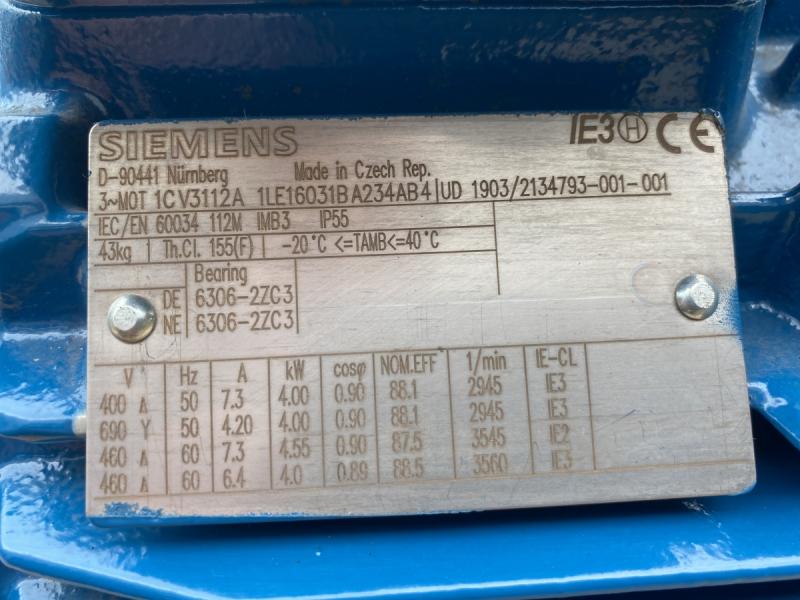 SIEMENS IE3 H CE
D-90441 Nürnberg Made in Czech Rep.
3~MOT 1CV3112A 1LE16031BA234AB4 UD 1903/2134793-001-001
IEC/EN 60034 112M IMB3 IP55
43kg Th.Cl. 155(F) -20°C <=TAMB<=40°C
Bearing
DE 6306-2ZC3
NE 6306-2ZC3
V Hz A kW cosφ NOM.EFF 1/min IE-CL
400 Δ 50 7.3 4.00 0.90 88.1 2945 IE3
690 Y 50 4.20 4.00 0.90 88.1 2945 IE3
460 Δ 60 7.3 4.55 0.90 87.5 3545 IE2
460 Δ 60 6.4 4.0 0.89 88.5 3560 IE3